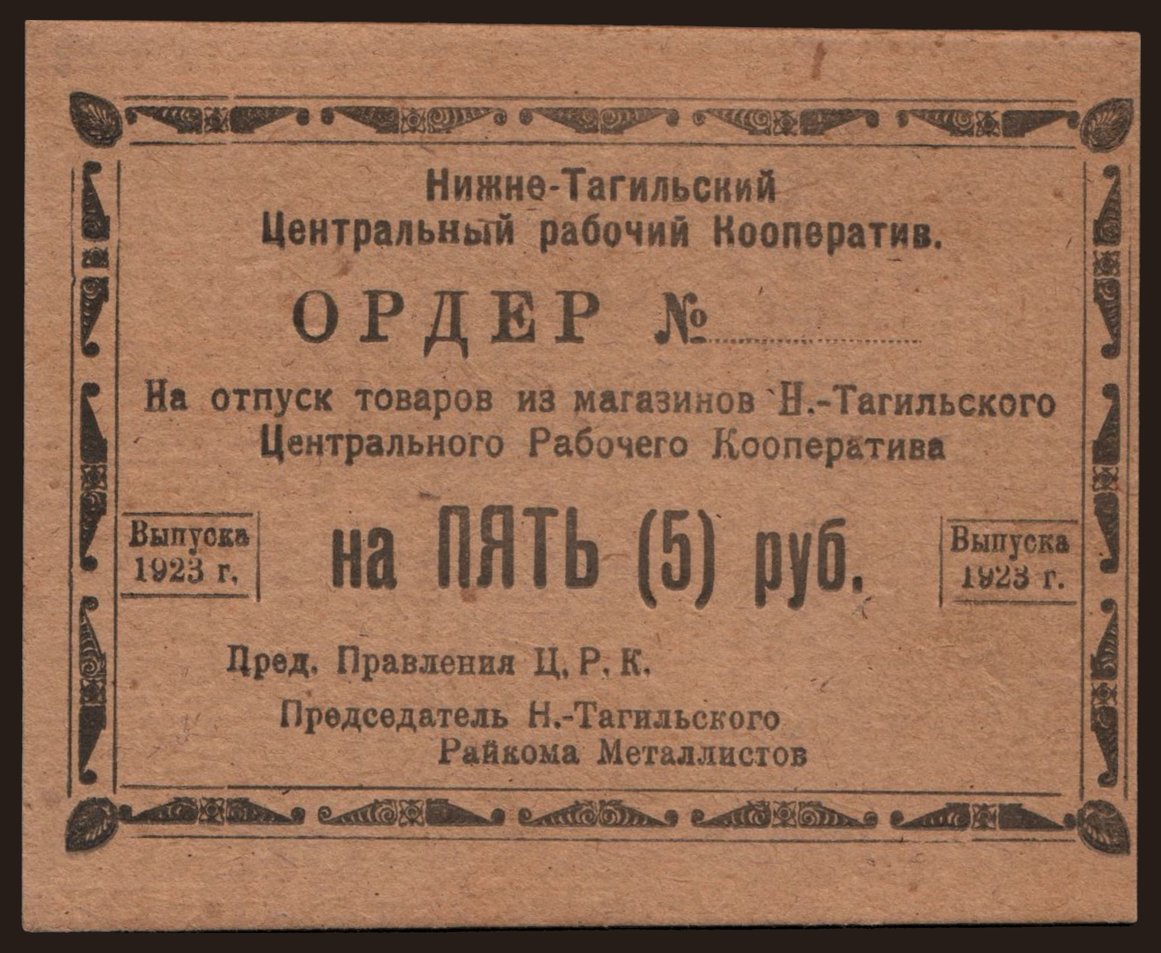 Нижне-Тагильский
Центральный рабочий Кооператив.
ОРДЕР №
На отпуск товаров из магазинов Н.-Тагильского
Центрального Рабочего Кооператива
Выпуска
1923 г.
на ПЯТЬ (5) руб.
Выпуска
1923 г.
Пред. Правления Ц. Р. К.
Председатель Н.-Тагильского
Райкома Металлистов